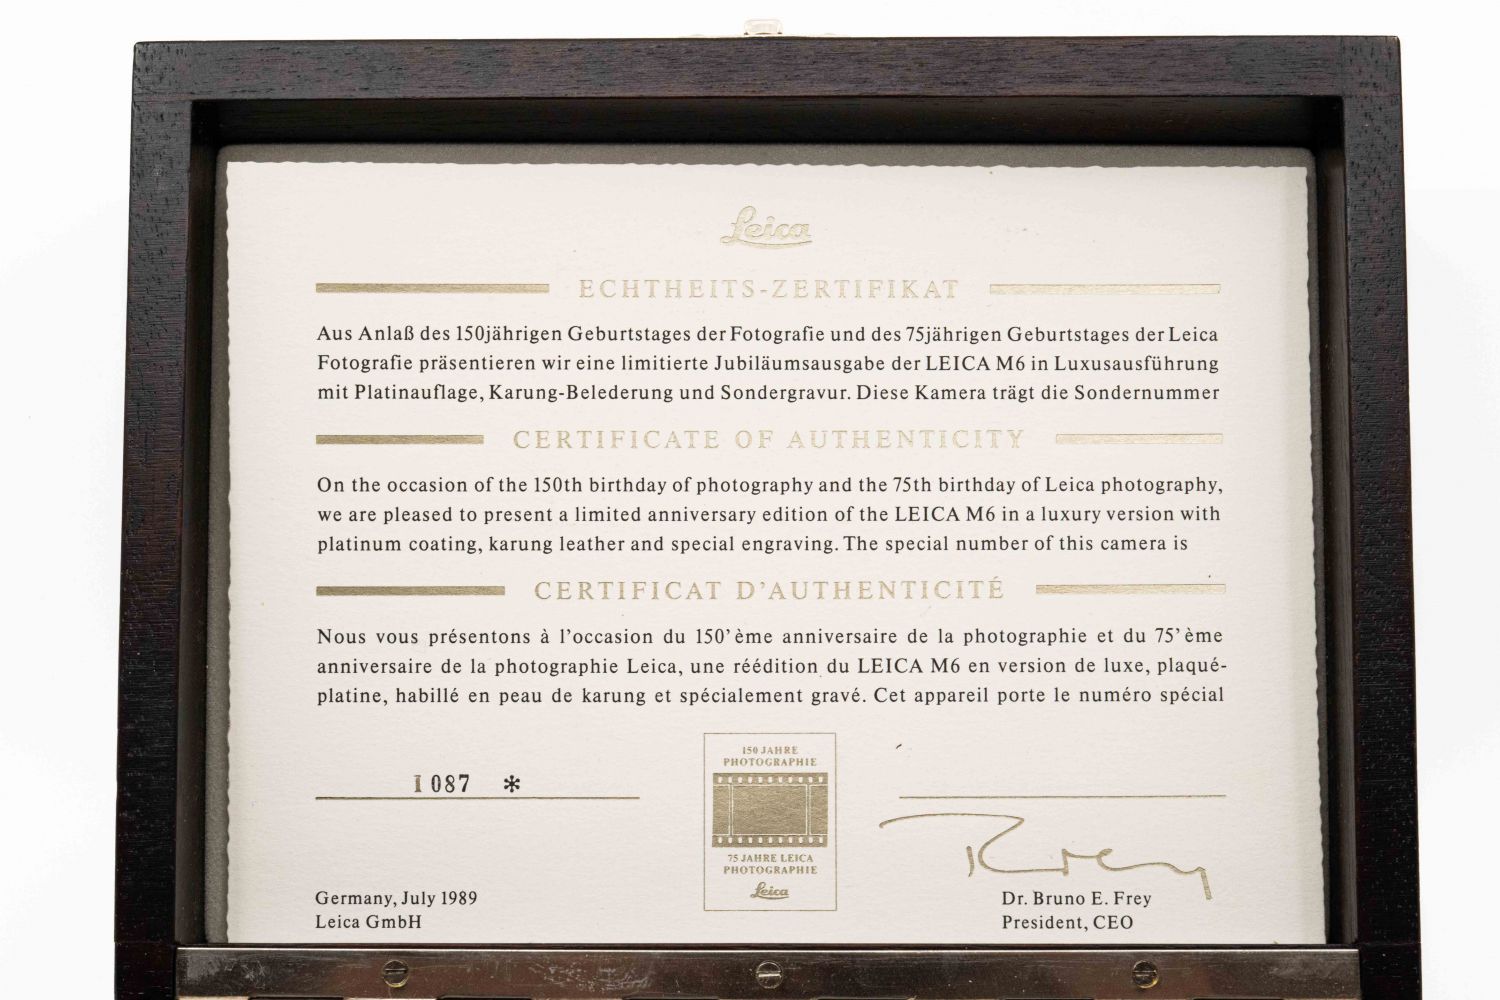 Leica
ECHTHEITS-ZERTIFIKAT
Aus Anlaß des 150jährigen Geburtstages der Fotografie und des 75jährigen Geburtstages der Leica
Fotografie präsentieren wir eine limitierte Jubiläumsausgabe der LEICA M6 in Luxusausführung
mit Platinauflage, Karung-Belederung und Sondergravur. Diese Kamera trägt die Sondernummer
CERTIFICATE OF AUTHENTICITY
On the occasion of the 150th birthday of photography and the 75th birthday of Leica photography,
we are pleased to present a limited anniversary edition of the LEICA M6 in a luxury version with
platinum coating, karung leather and special engraving. The special number of this camera is
CERTIFICAT D'AUTHENTICITÉ
Nous vous présentons à l'occasion du 150'ème anniversaire de la photographie et du 75'ème
anniversaire de la photographie Leica, une réédition du LEICA M6 en version de luxe, plaqué-
platine, habillé en peau de karung et spécialement gravé. Cet appareil porte le numéro spécial
1087 *
150 JAHRE
PHOTOGRAPHIE
75 JAHRE LEICA
PHOTOGRAPHIE
Leica
Germany, July 1989
Leica GmbH
Dr. Bruno E. Frey
President, CEO